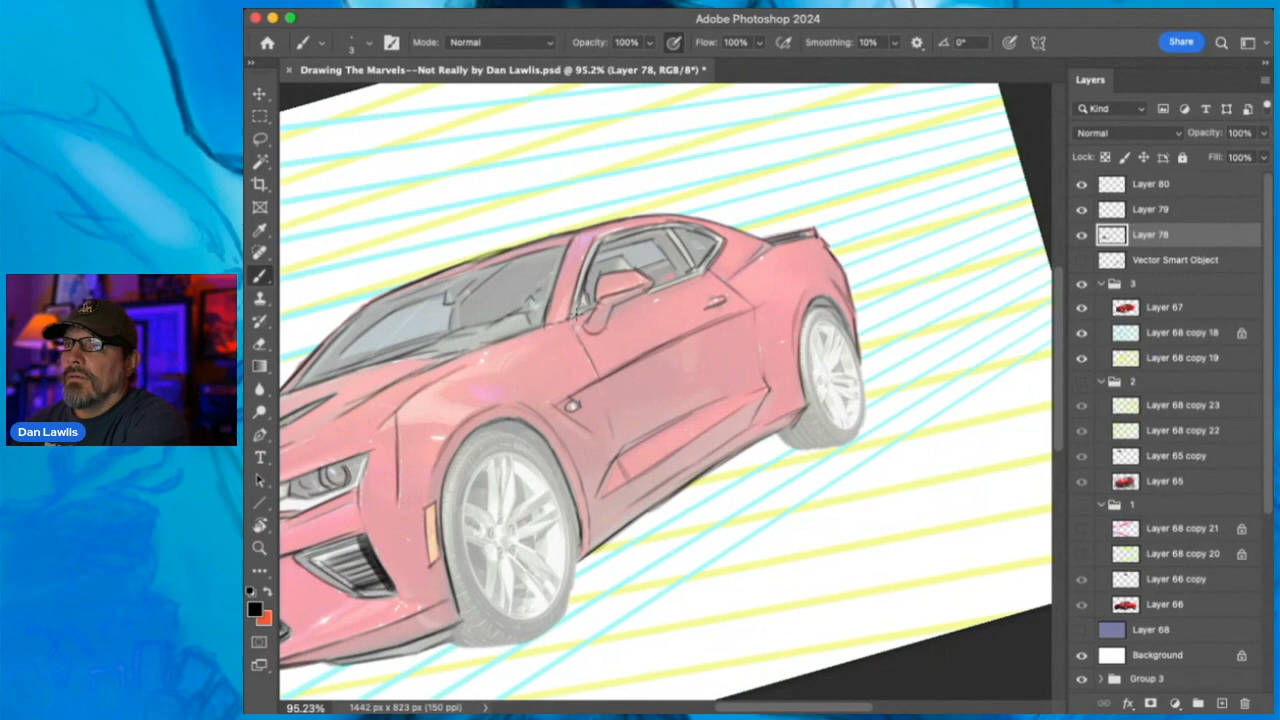 Adobe Photoshop 2024
3
Mode: Normal
Opacity: 100%
Flow: 100%
Smoothing: 10%
0°
Share
× Drawing The Marvels--Not Really by Dan Lawlis.psd @ 95.2% (Layer 78, RGB/8*) *
Layers
Kind
Normal
Opacity: 100%
Lock:
Fill: 100%
Layer 80
Layer 79
Layer 78
Vector Smart Object
3
Layer 67
Layer 68 copy 18
Layer 68 copy 19
2
Layer 68 copy 23
Layer 68 copy 22
Layer 65 copy
Layer 65
1
Layer 68 copy 21
Layer 68 copy 20
Layer 66 copy
Layer 66
Layer 68
Background
Group 3
Dan Lawlis
95.23%
1442 px x 823 px (150 ppi)